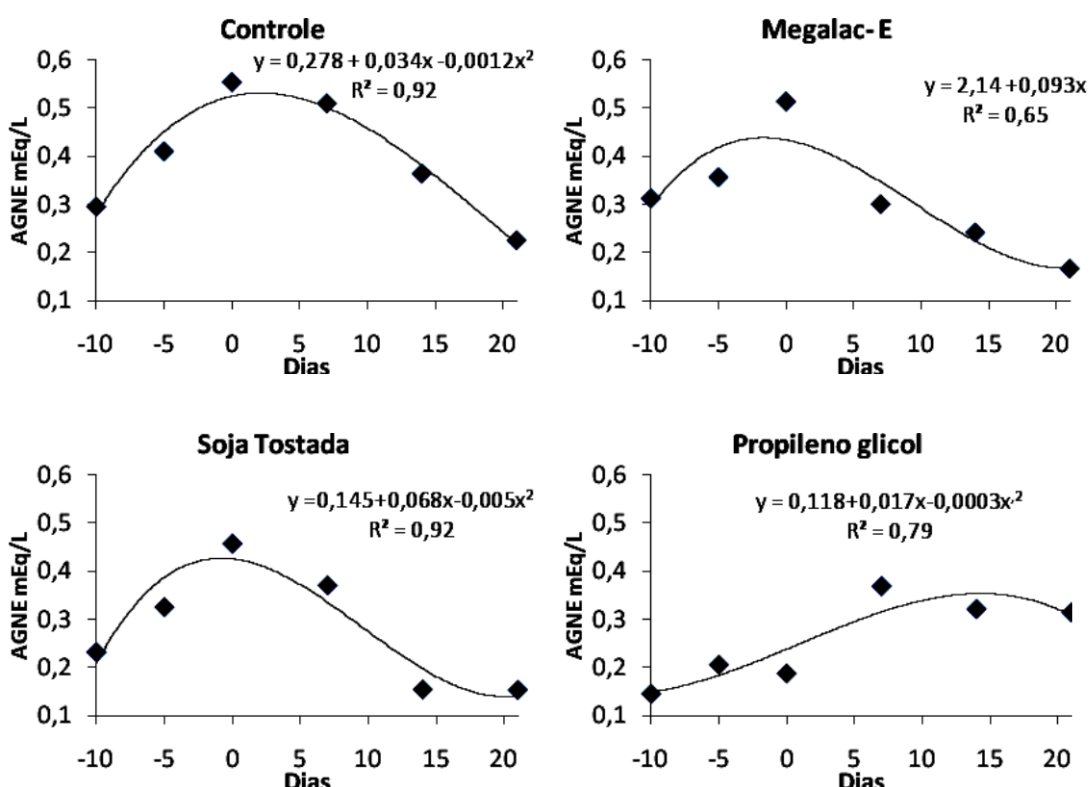 Controle
y = 0,278 + 0,034x -0,0012x²
R² = 0,92
AGNE mEq/L
0,6
0,5
0,4
0,3
0,2
0,1
-10 -5 0 5 10 15 20
Dias
Megalac- E
y = 2,14 +0,093x
R² = 0,65
AGNE mEq/L
0,6
0,5
0,4
0,3
0,2
0,1
-10 -5 0 5 10 15 20
Dias
Soja Tostada
y =0,145+0,068x-0,005x²
R² = 0,92
AGNE mEq/L
0,6
0,5
0,4
0,3
0,2
0,1
-10 -5 0 5 10 15 20
Dias
Propileno glicol
y = 0,118+0,017x-0,0003x²
R² = 0,79
AGNE mEq/L
0,6
0,5
0,4
0,3
0,2
0,1
-10 -5 0 5 10 15 20
Dias